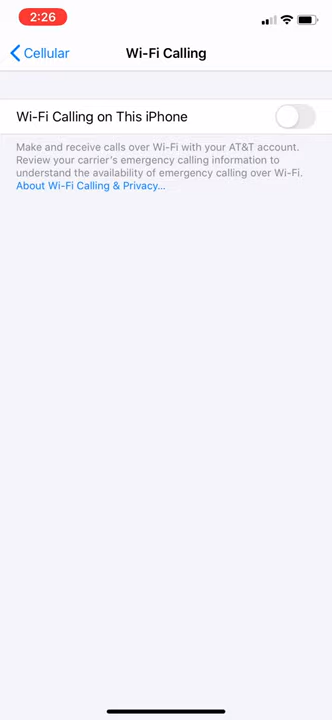 2:26
Cellular
Wi-Fi Calling
Wi-Fi Calling on This iPhone
Make and receive calls over Wi-Fi with your AT&T account.
Review your carrier's emergency calling information to
understand the availability of emergency calling over Wi-Fi.
About Wi-Fi Calling & Privacy...